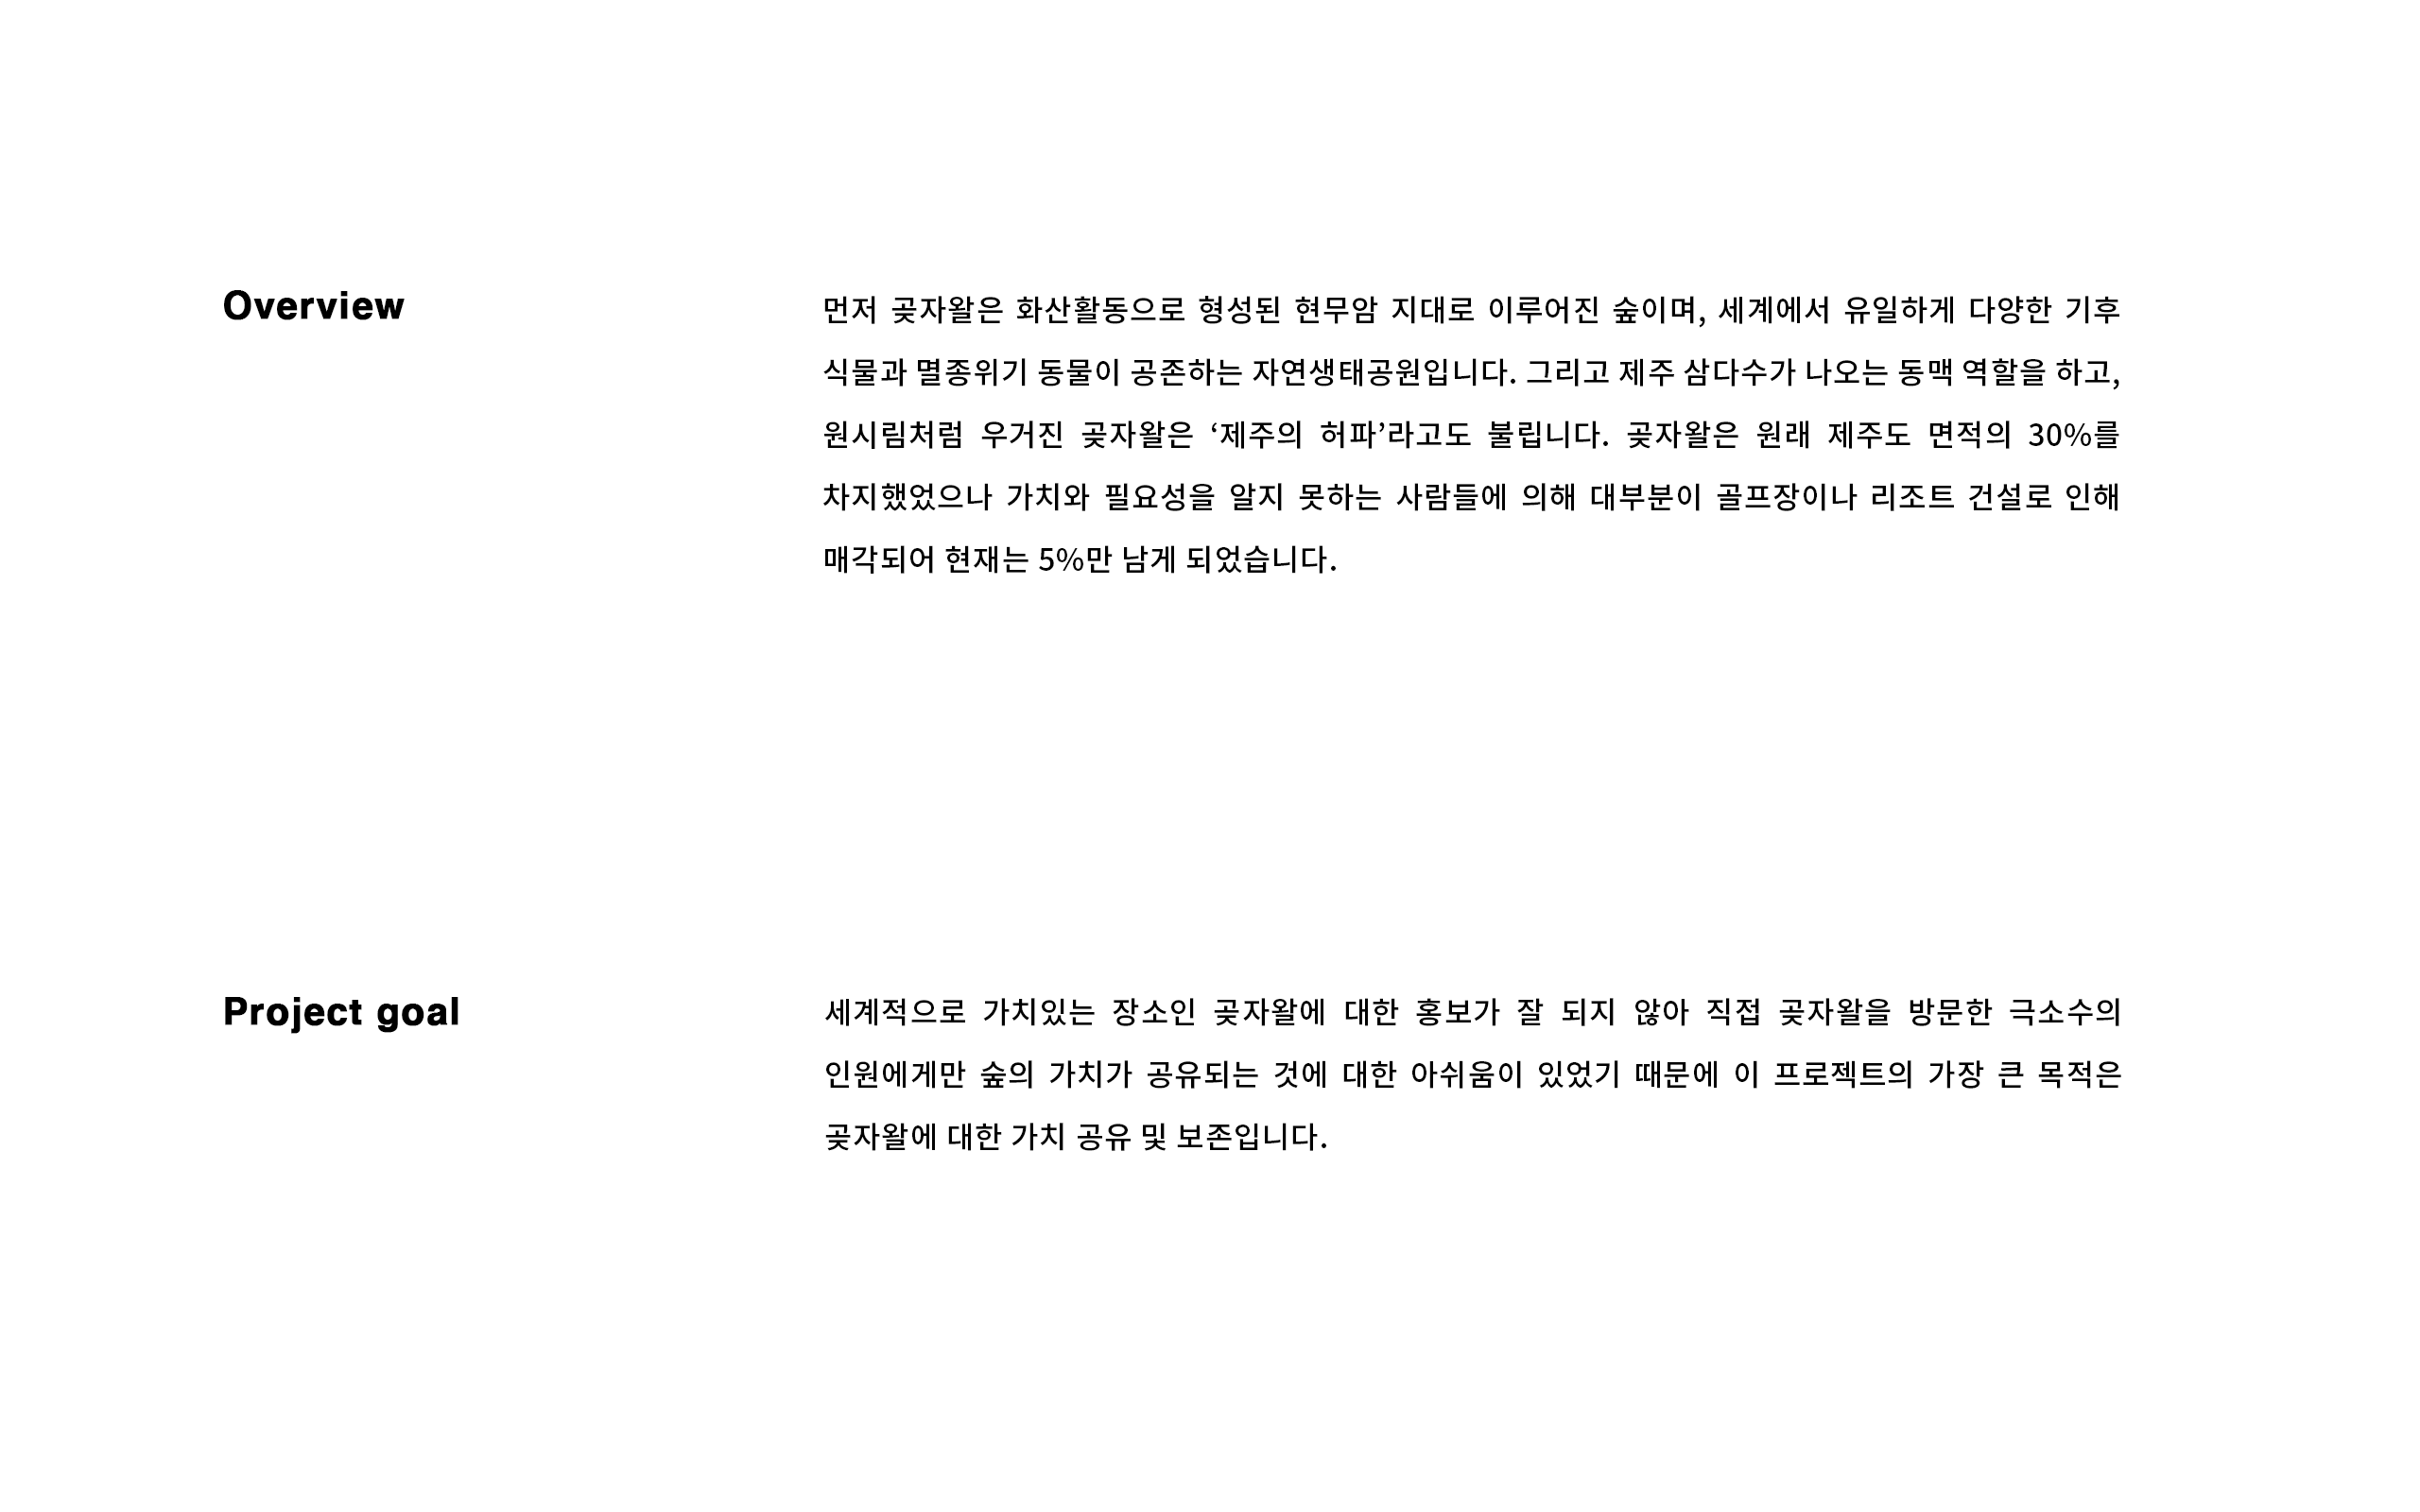 Overview
먼저 곶자왈은 화산활동으로 형성된 현무암 지대로 이루어진 숲이며, 세계에서 유일하게 다양한 기후
식물과 멸종위기 동물이 공존하는 자연생태공원입니다. 그리고 제주 삼다수가 나오는 동맥 역할을 하고,
원시림처럼 우거진 곶자왈은 ‘제주의 허파’라고도 불립니다. 곶자왈은 원래 제주도 면적의 30%를
차지했었으나 가치와 필요성을 알지 못하는 사람들에 의해 대부분이 골프장이나 리조트 건설로 인해
매각되어 현재는 5%만 남게 되었습니다.
Project goal
세계적으로 가치있는 장소인 곶자왈에 대한 홍보가 잘 되지 않아 직접 곶자왈을 방문한 극소수의
인원에게만 숲의 가치가 공유되는 것에 대한 아쉬움이 있었기 때문에 이 프로젝트의 가장 큰 목적은
곶자왈에 대한 가치 공유 및 보존입니다.